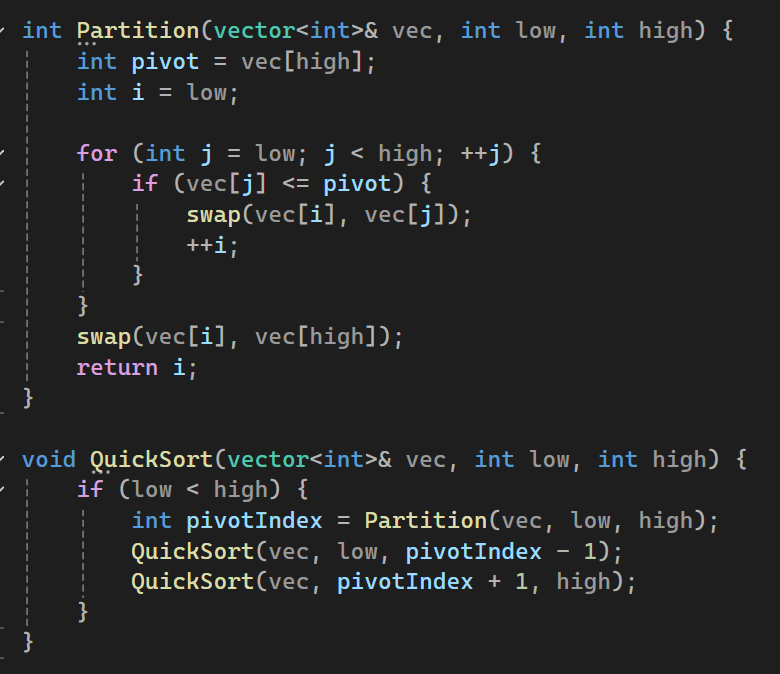 int Partition(vector<int>& vec, int low, int high) {
    int pivot = vec[high];
    int i = low;

    for (int j = low; j < high; ++j) {
        if (vec[j] <= pivot) {
            swap(vec[i], vec[j]);
            ++i;
        }
    }
    swap(vec[i], vec[high]);
    return i;
}

void QuickSort(vector<int>& vec, int low, int high) {
    if (low < high) {
        int pivotIndex = Partition(vec, low, high);
        QuickSort(vec, low, pivotIndex - 1);
        QuickSort(vec, pivotIndex + 1, high);
    }
}